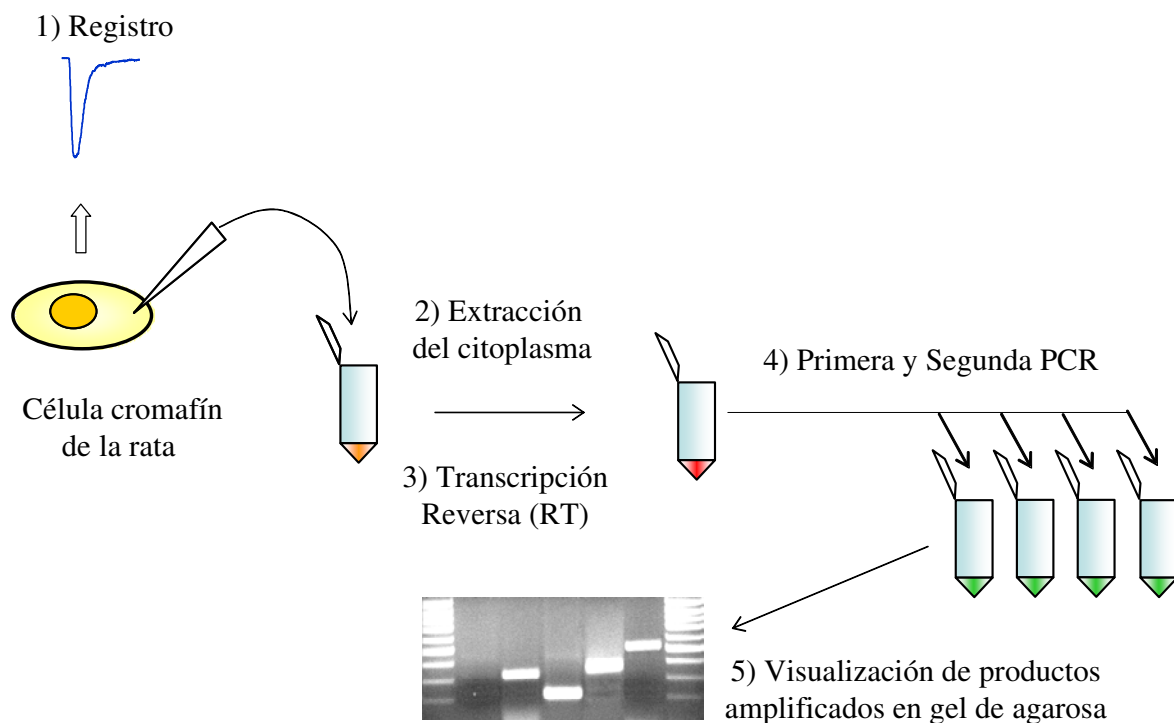 1) Registro
Célula cromafín
de la rata
2) Extracción
del citoplasma
3) Transcripción
Reversa (RT)
4) Primera y Segunda PCR
5) Visualización de productos
amplificados en gel de agarosa